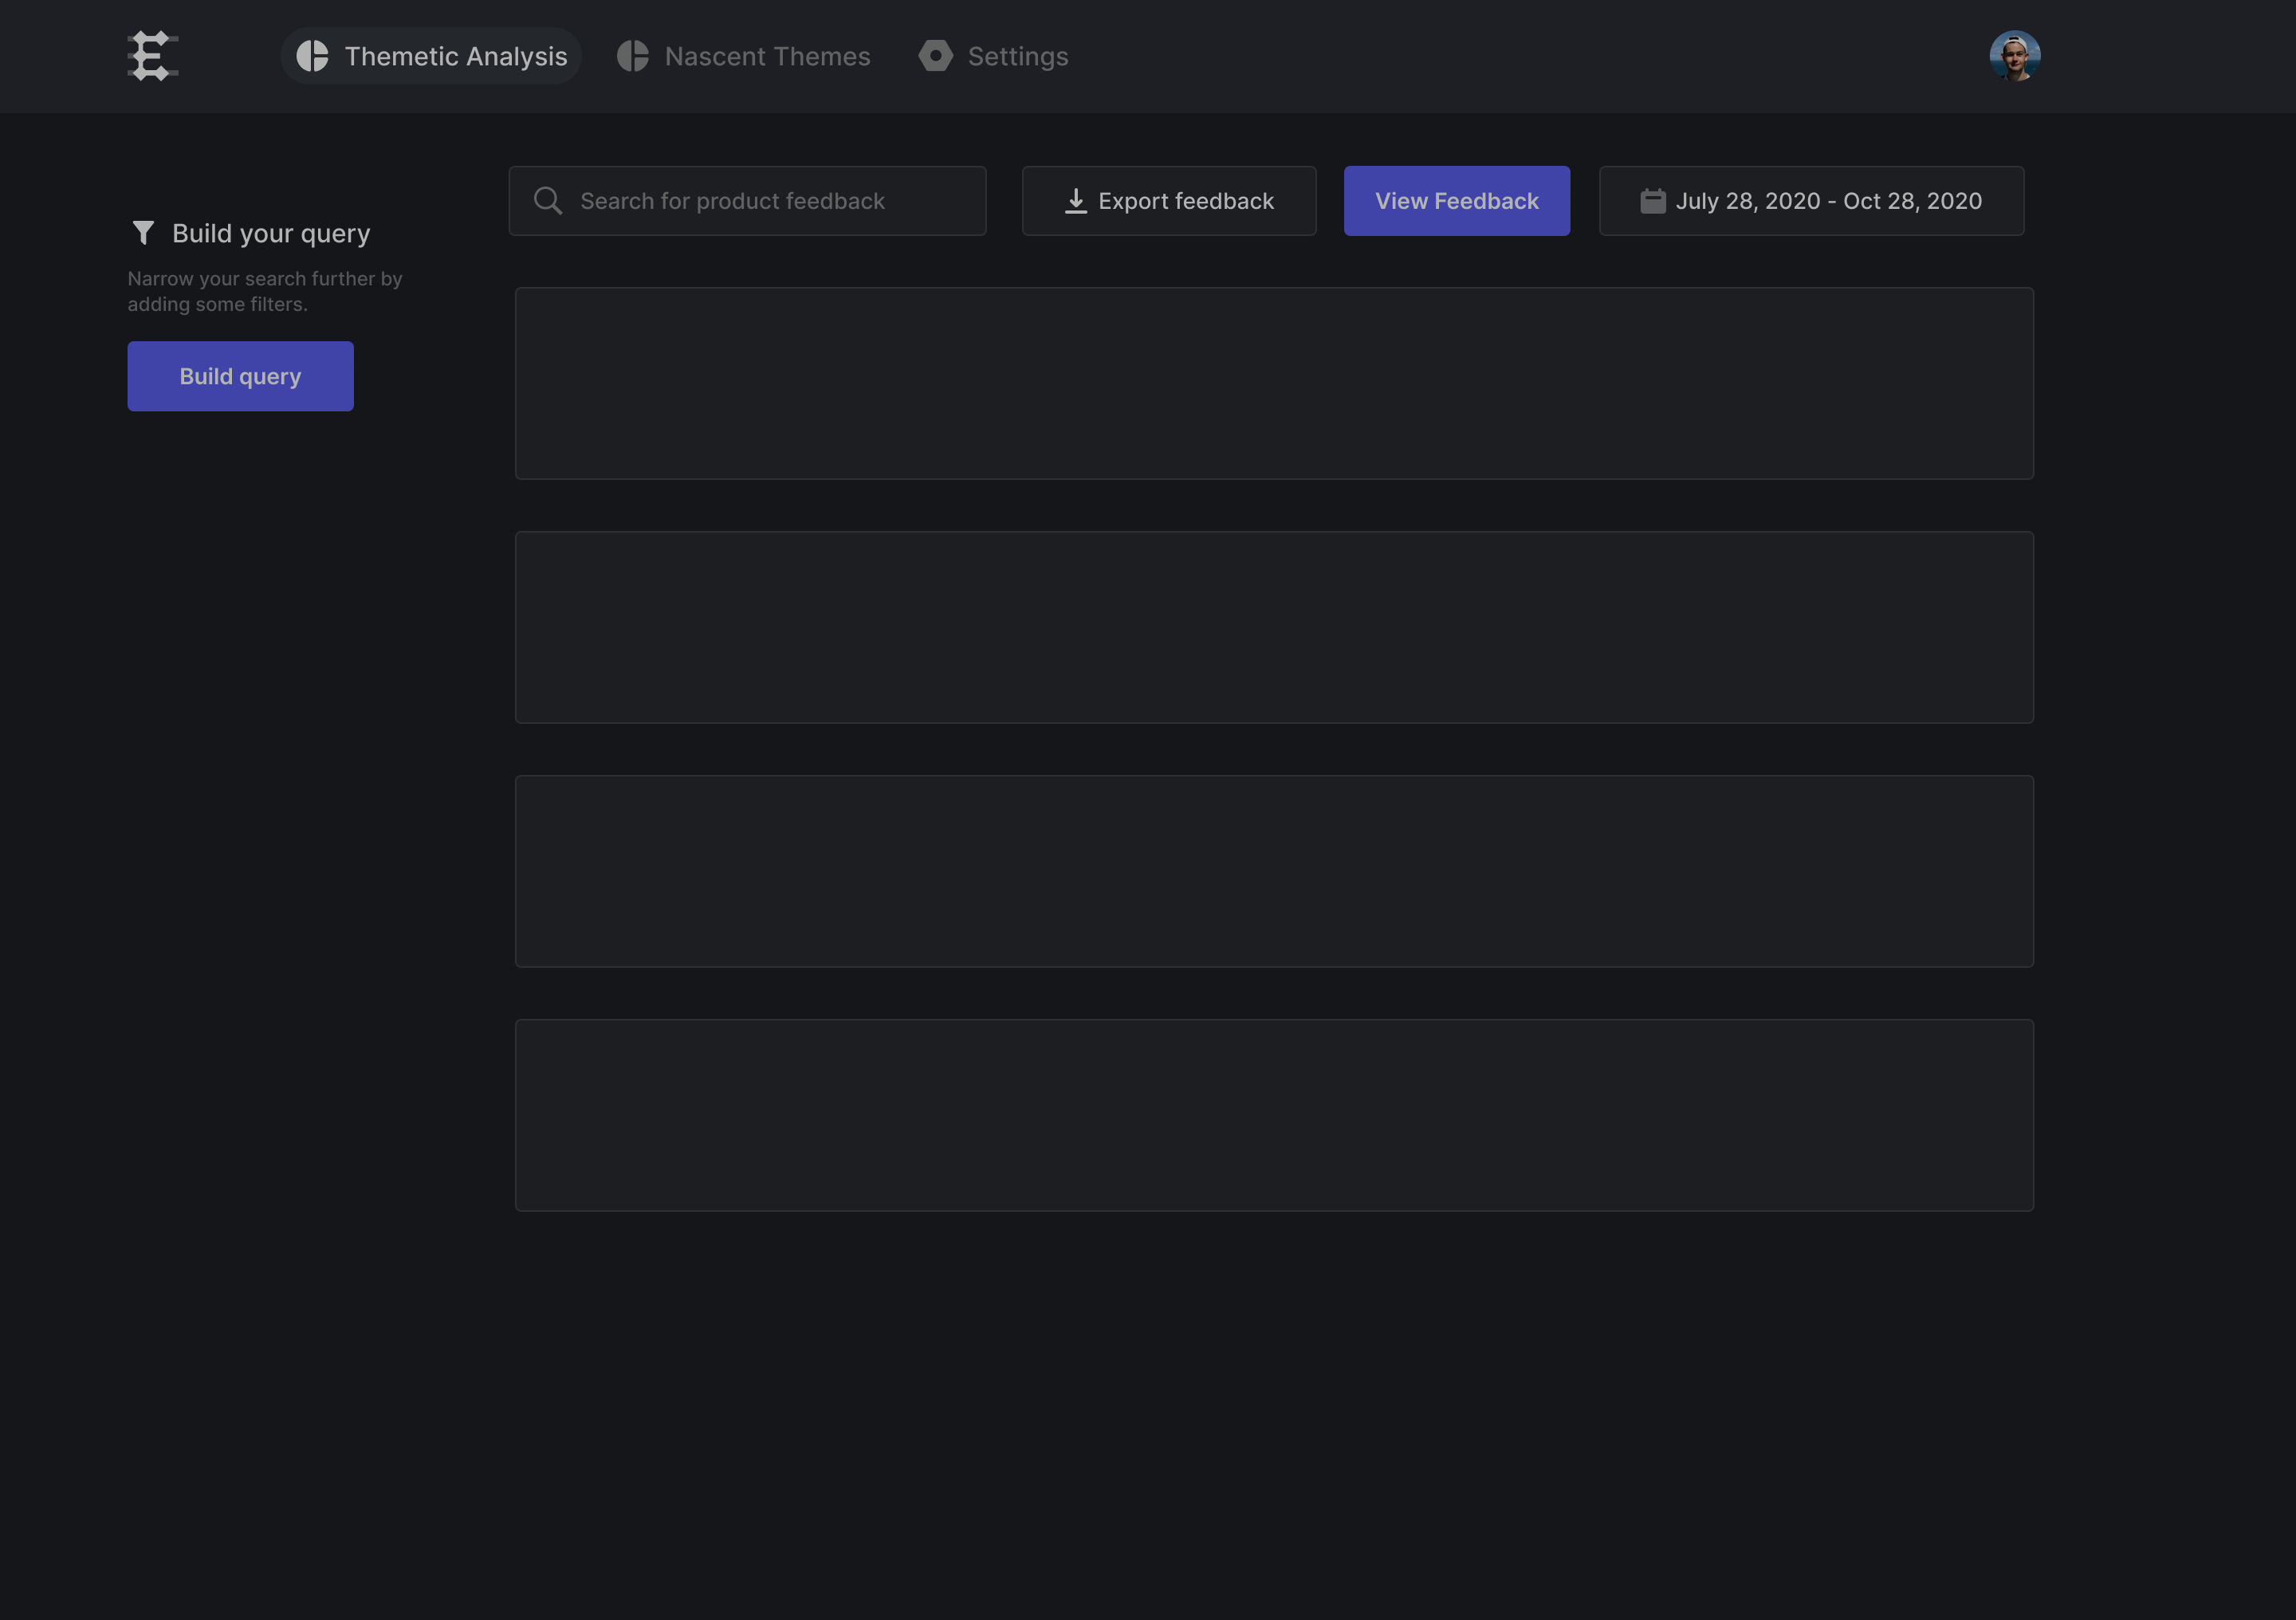 Themetic Analysis
Nascent Themes
Settings
Search for product feedback
Export feedback
View Feedback
July 28, 2020 - Oct 28, 2020
Build your query
Narrow your search further by
adding some filters.
Build query